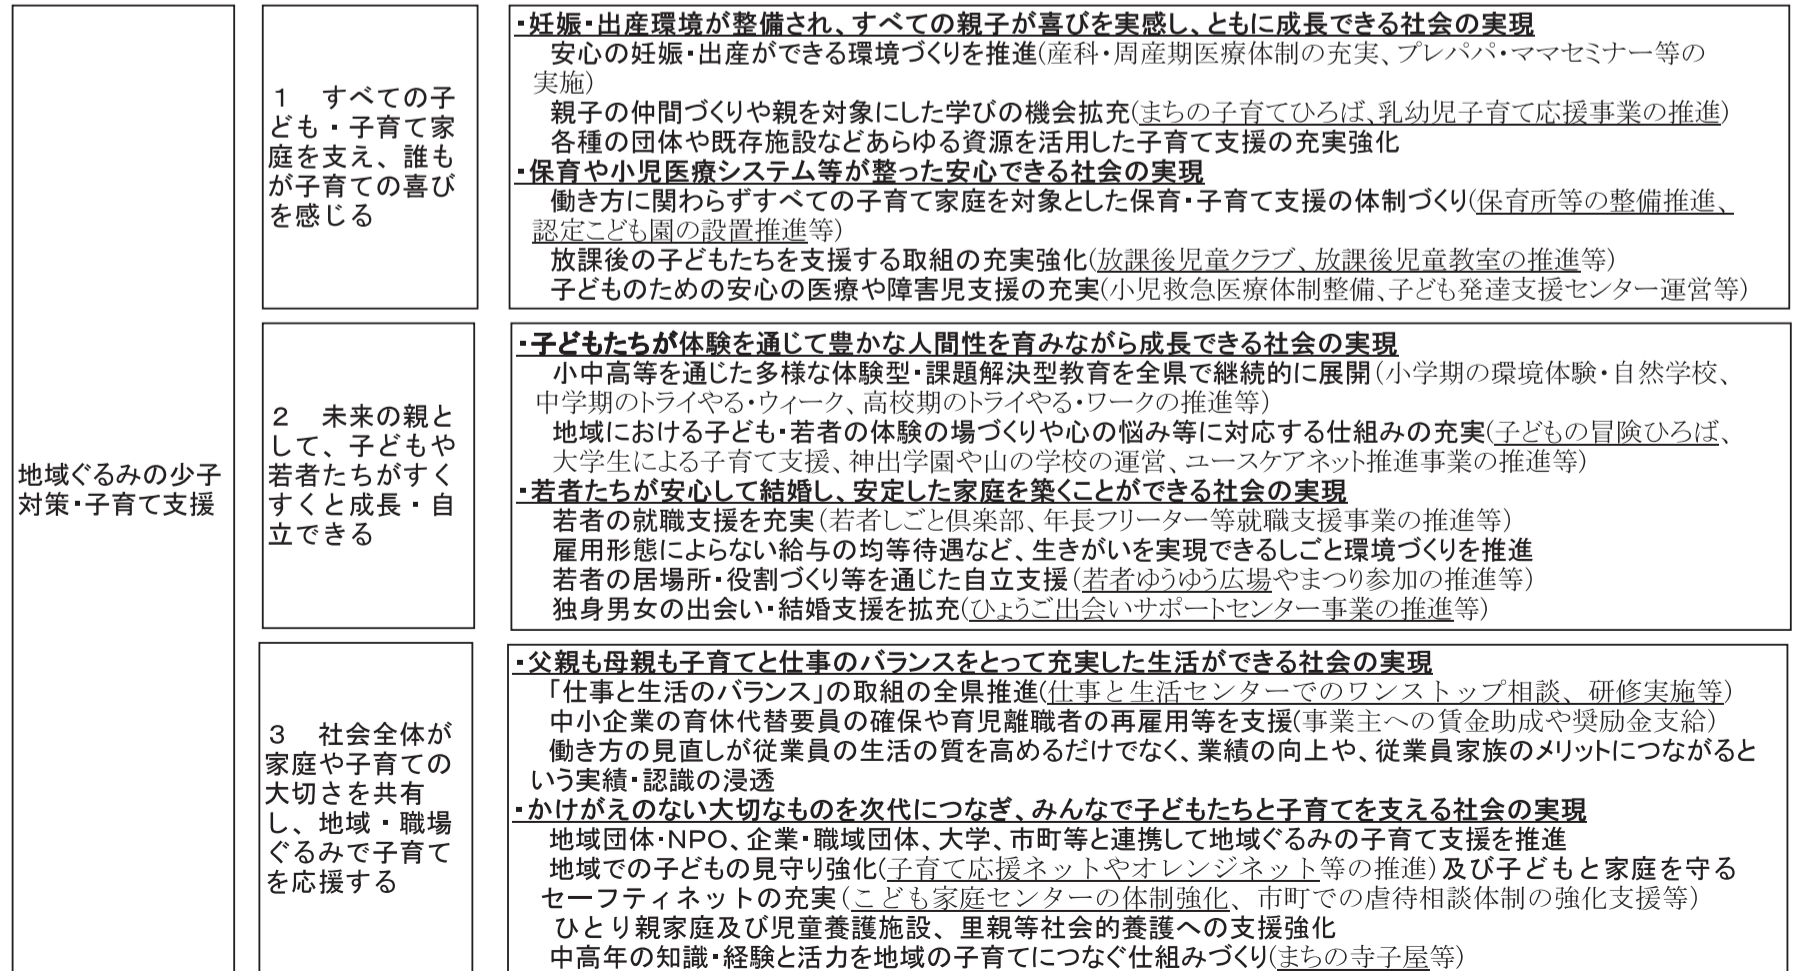 地域ぐるみの少子
対策・子育て支援
１　すべての子
ども・子育て家
庭を支え、誰も
が子育ての喜び
を感じる
・妊娠・出産環境が整備され、すべての親子が喜びを実感し、ともに成長できる社会の実現
安心の妊娠・出産ができる環境づくりを推進(産科・周産期医療体制の充実、プレパパ・ママセミナー等の
実施)
親子の仲間づくりや親を対象にした学びの機会拡充(まちの子育てひろば、乳幼児子育て応援事業の推進)
各種の団体や既存施設などあらゆる資源を活用した子育て支援の充実強化
・保育や小児医療システム等が整った安心できる社会の実現
働き方に関わらずすべての子育て家庭を対象とした保育・子育て支援の体制づくり(保育所等の整備推進、
認定こども園の設置推進等)
放課後の子どもたちを支援する取組の充実強化(放課後児童クラブ、放課後児童教室の推進等)
子どものための安心の医療や障害児支援の充実(小児救急医療体制整備、子ども発達支援センター運営等)
２　未来の親と
して、子どもや
若者たちがすく
すくと成長・自
立できる
・子どもたちが体験を通じて豊かな人間性を育みながら成長できる社会の実現
小中高等を通じた多様な体験型・課題解決型教育を全県で継続的に展開(小学期の環境体験・自然学校、
中学期のトライやる・ウィーク、高校期のトライやる・ワークの推進等)
地域における子ども・若者の体験の場づくりや心の悩み等に対応する仕組みの充実(子どもの冒険ひろば、
大学生による子育て支援、神出学園や山の学校の運営、ユースケアネット推進事業の推進等)
・若者たちが安心して結婚し、安定した家庭を築くことができる社会の実現
若者の就職支援を充実(若者しごと倶楽部、年長フリーター等就職支援事業の推進等)
雇用形態によらない給与の均等待遇など、生きがいを実現できるしごと環境づくりを推進
若者の居場所・役割づくり等を通じた自立支援(若者ゆうゆう広場やまつり参加の推進等)
独身男女の出会い・結婚支援を拡充(ひょうご出会いサポートセンター事業の推進等)
３　社会全体が
家庭や子育ての
大切さを共有
し、地域・職場
ぐるみで子育て
を応援する
・父親も母親も子育てと仕事のバランスをとって充実した生活ができる社会の実現
「仕事と生活のバランス」の取組の全県推進(仕事と生活センターでのワンストップ相談、研修実施等)
中小企業の育休代替要員の確保や育児離職者の再雇用等を支援(事業主への賃金助成や奨励金支給)
働き方の見直しが従業員の生活の質を高めるだけでなく、業績の向上や、従業員家族のメリットにつながると
いう実績・認識の浸透
・かけがえのない大切なものを次代につなぎ、みんなで子どもたちと子育てを支える社会の実現
地域団体・NPO、企業・職域団体、大学、市町等と連携して地域ぐるみの子育て支援を推進
地域での子どもの見守り強化(子育て応援ネットやオレンジネット等の推進)及び子どもと家庭を守る
セーフティネットの充実(こども家庭センターの体制強化、市町での虐待相談体制の強化支援等)
ひとり親家庭及び児童養護施設、里親等社会的養護への支援強化
中高年の知識・経験と活力を地域の子育てにつなぐ仕組みづくり(まちの寺子屋等)